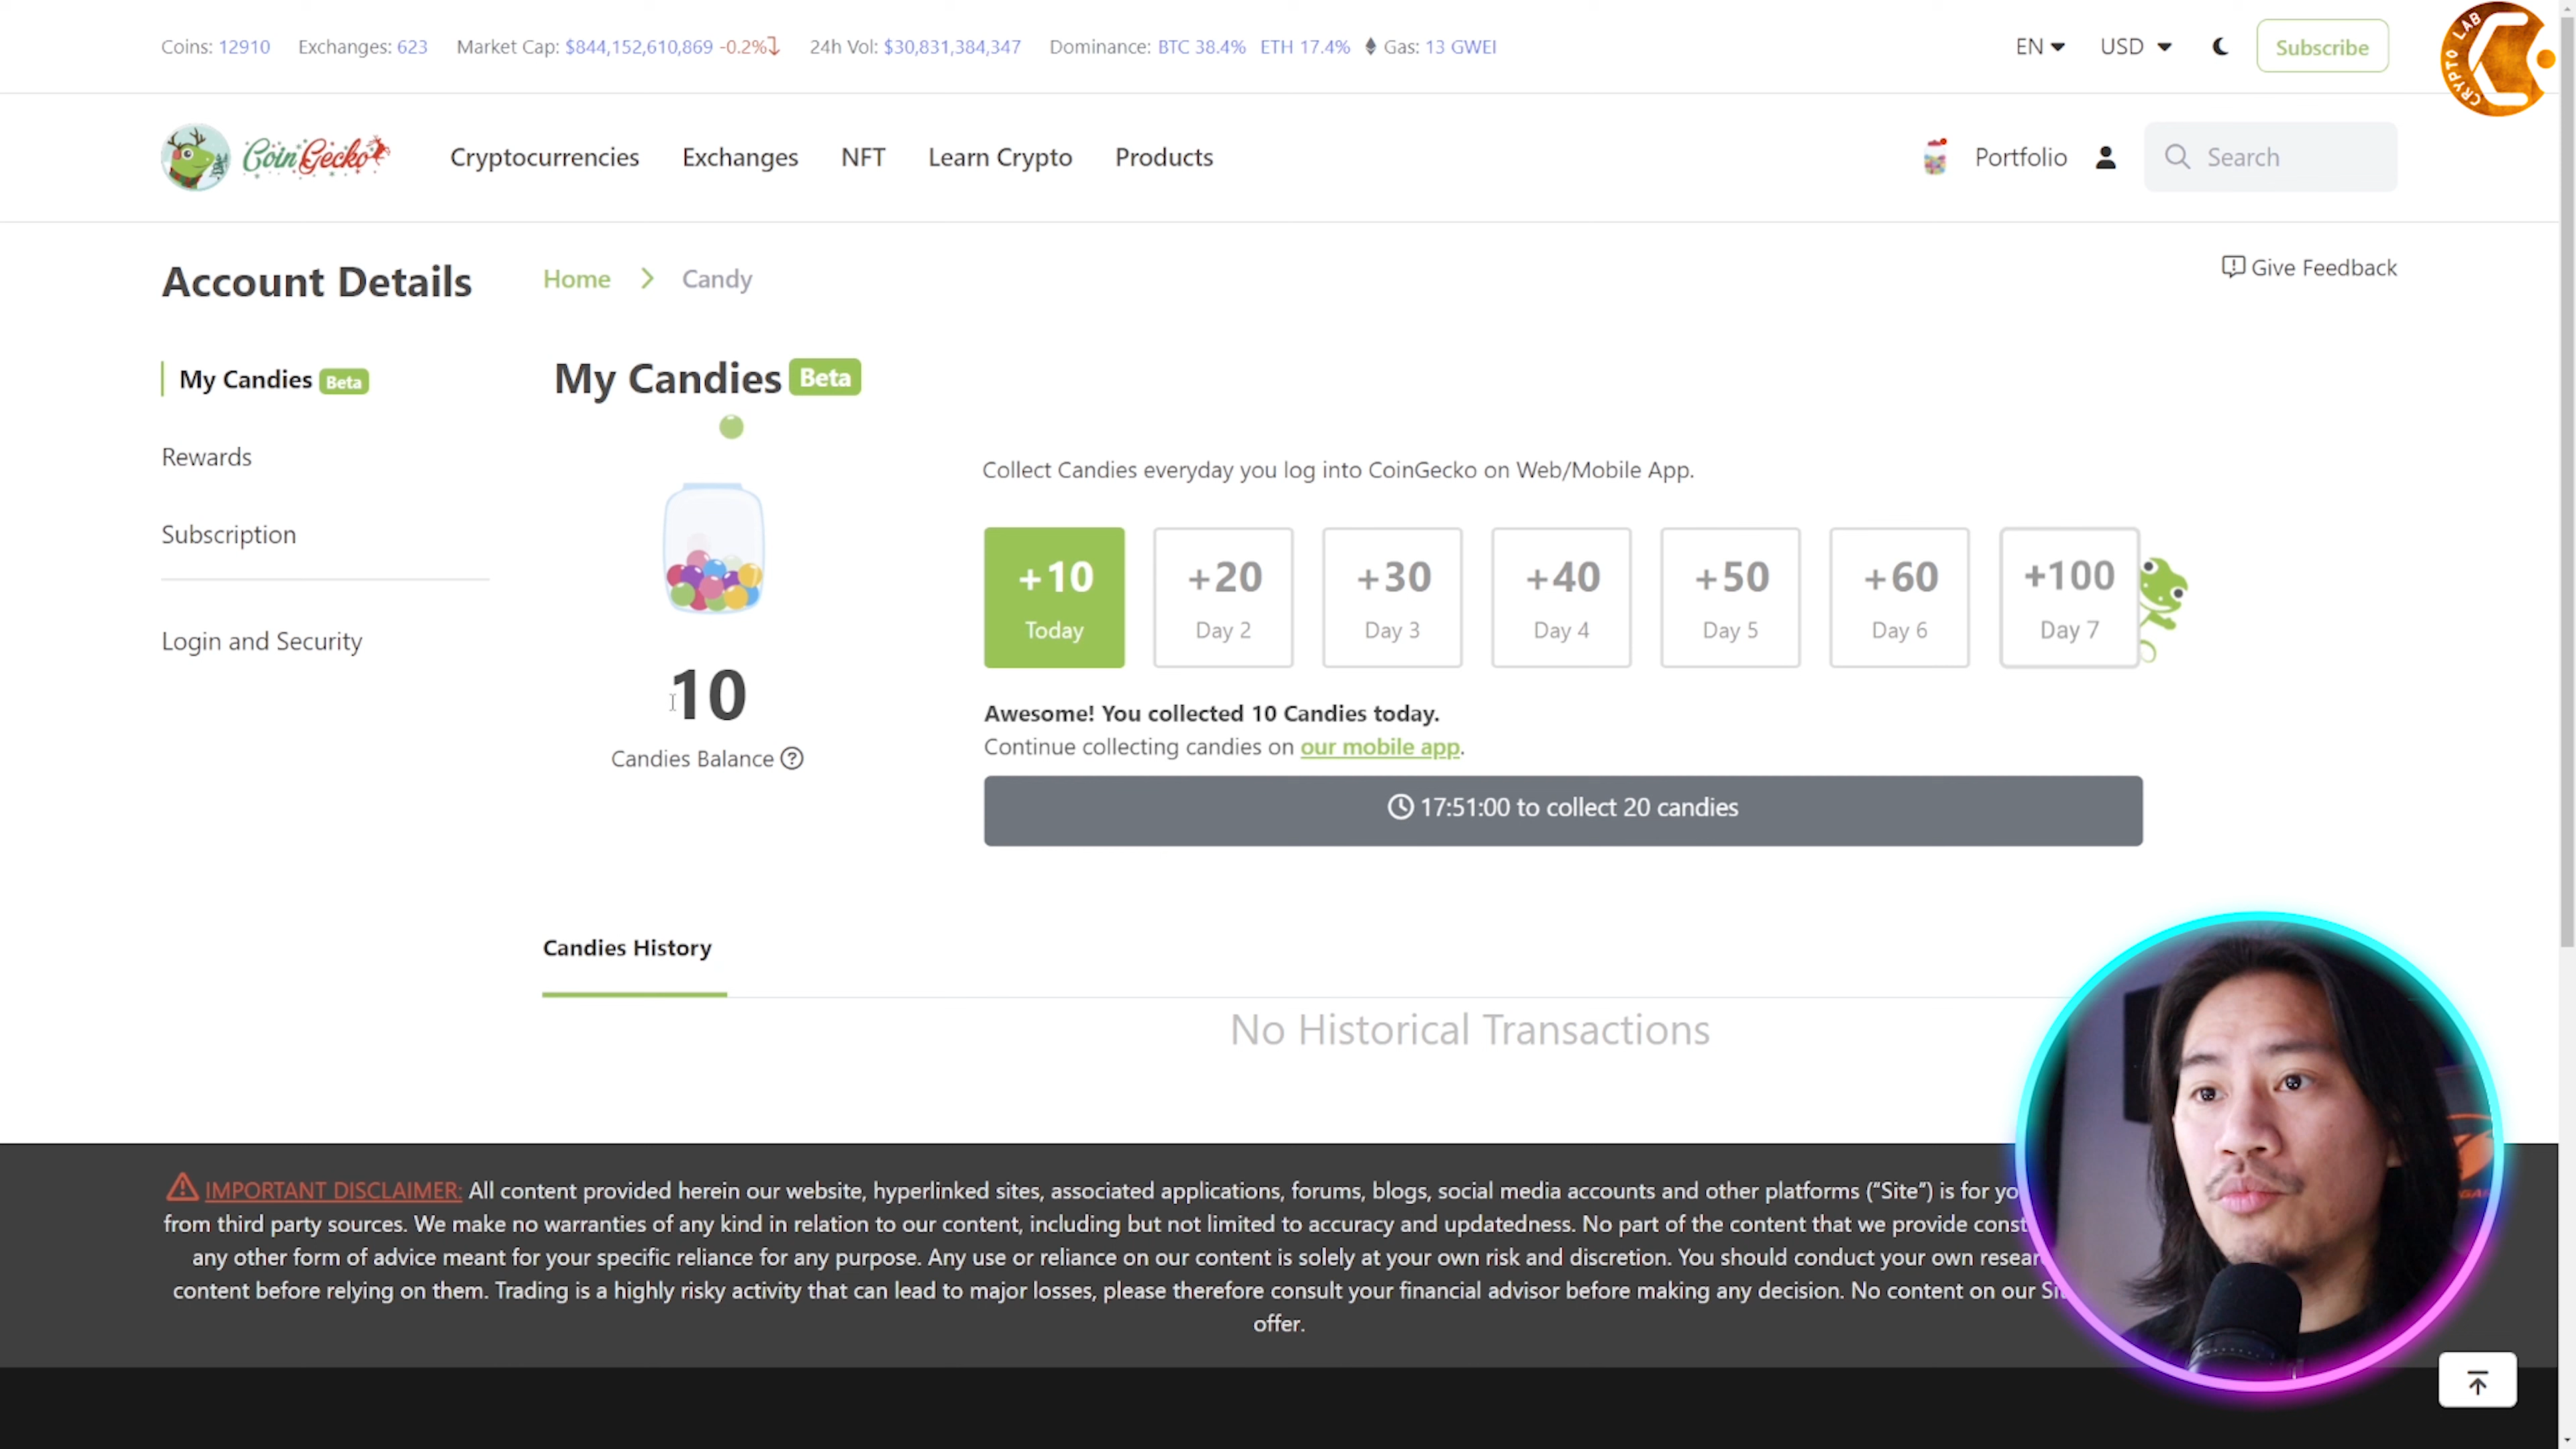 Coins: 12910 Exchanges: 623 Market Cap: $844,152,610,869 -0.2% 24h Vol: $30,831,384,347 Dominance: BTC 38.4% ETH 17.4% Gas: 13 GWEI EN USD Subscribe
CRYPTO LAB
CoinGecko Cryptocurrencies Exchanges NFT Learn Crypto Products Portfolio Search
Account Details Home Candy Give Feedback
My Candies Beta
Rewards
Subscription
Login and Security
My Candies Beta
10
Candies Balance ?
Collect Candies everyday you log into CoinGecko on Web/Mobile App.
+10 +20 +30 +40 +50 +60 +100
Today Day 2 Day 3 Day 4 Day 5 Day 6 Day 7
Awesome! You collected 10 Candies today.
Continue collecting candies on our mobile app.
17:51:00 to collect 20 candies
Candies History
No Historical Transactions
IMPORTANT DISCLAIMER: All content provided herein our website, hyperlinked sites, associated applications, forums, blogs, social media accounts and other platforms (“Site”) is for
from third party sources. We make no warranties of any kind in relation to our content, including but not limited to accuracy and updatedness. No part of the content that we provide
any other form of advice meant for your specific reliance for any purpose. Any use or reliance on our content is solely at your own risk and discretion. You should conduct your own
content before relying on them. Trading is a highly risky activity that can lead to major losses, please therefore consult your financial advisor before making any decision. No content on our
offer.